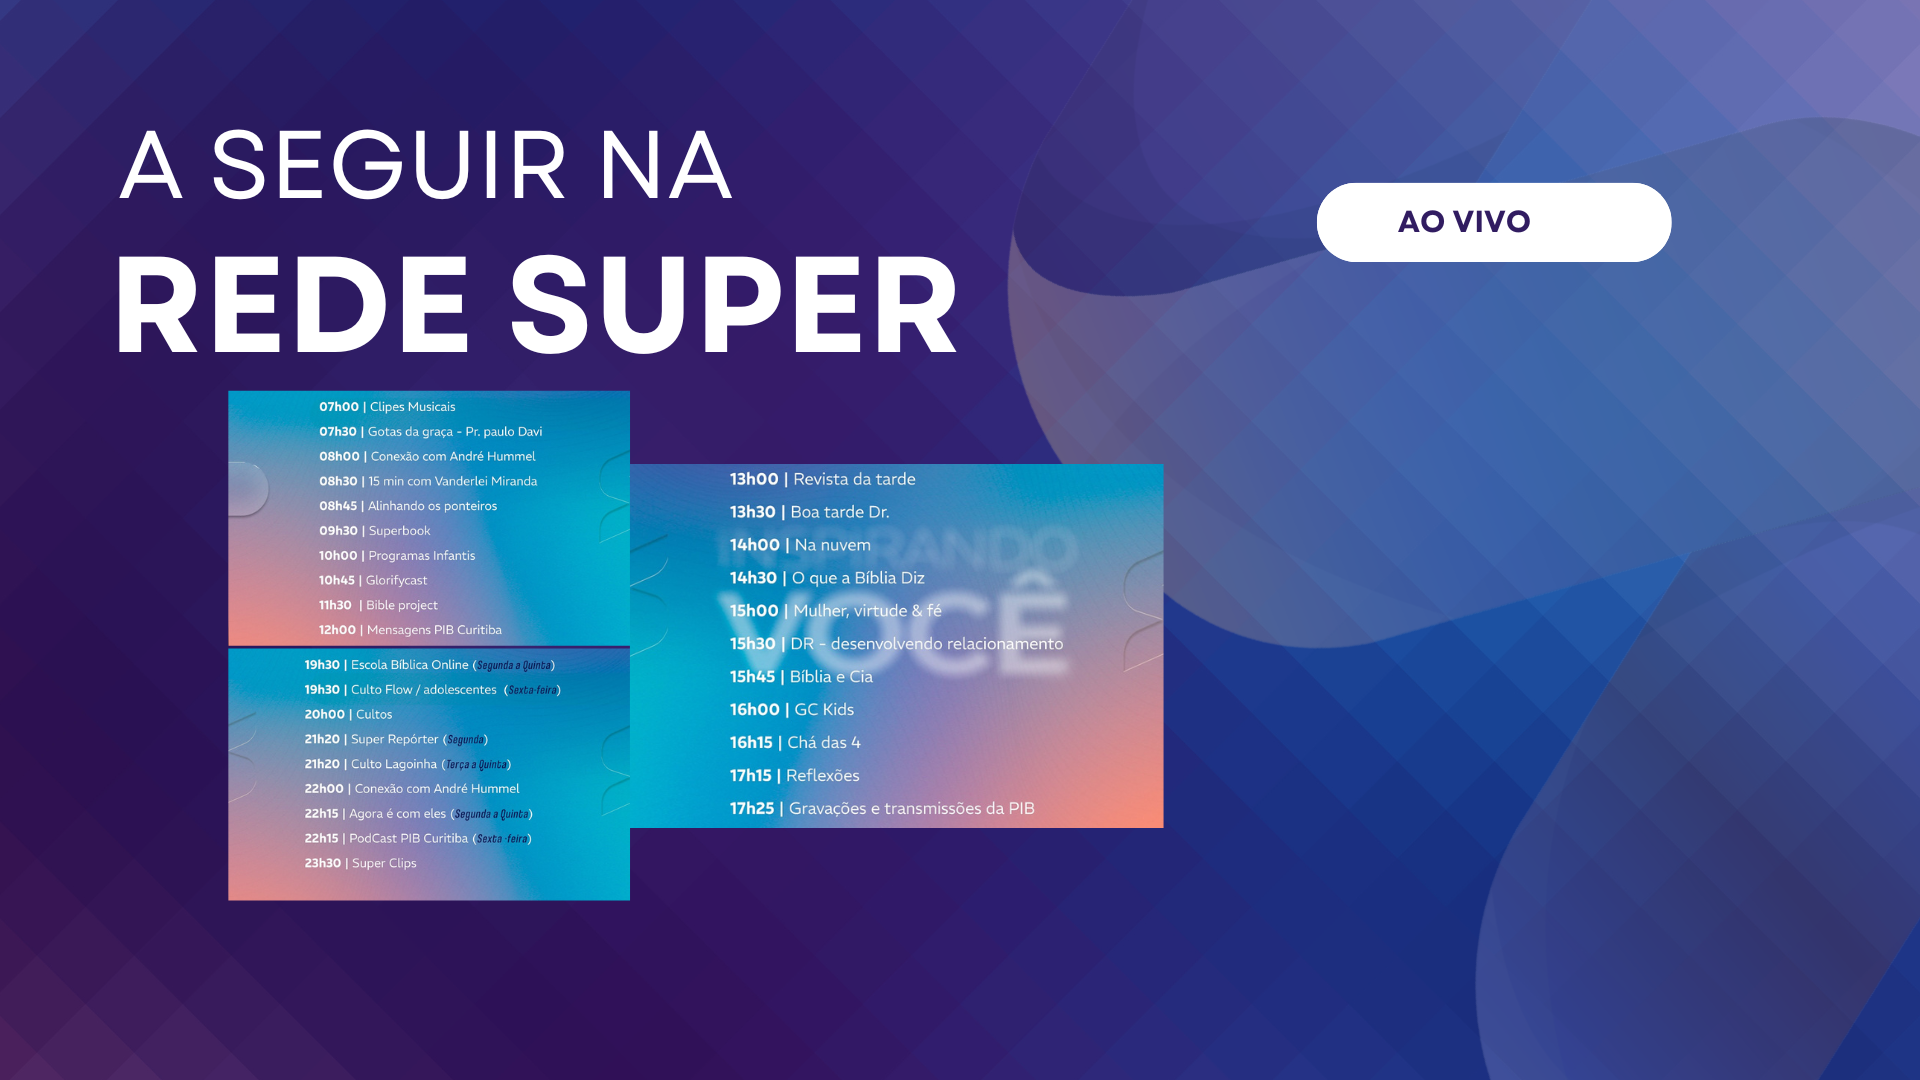 A SEGUIR NA
REDE SUPER
AO VIVO
07h00 | Clipes Musicais
07h30 | Gotas da graça - Pr. paulo Davi
08h00 | Conexão com André Hummel
08h30 | 15 min com Vanderlei Miranda
08h45 | Alinhando os ponteiros
09h30 | Superbook
10h00 | Programas Infantis
10h45 | Glorifycast
11h30 | Bible project
12h00 | Mensagens PIB Curitiba
13h00 | Revista da tarde
13h30 | Boa tarde Dr.
14h00 | Na nuvem
14h30 | O que a Bíblia Diz
15h00 | Mulher, virtude & fé
15h30 | DR - desenvolvendo relacionamento
15h45 | Bíblia e Cia
16h00 | GC Kids
16h15 | Chá das 4
17h15 | Reflexões
17h25 | Gravações e transmissões da PIB
INSPIRANDO
VOCÊ
19h30 | Escola Bíblica Online (Segunda a Quinta)
19h30 | Culto Flow / adolescentes (Sexta-feira)
20h00 | Cultos
21h20 | Super Repórter (Segunda)
21h20 | Culto Lagoinha (Terça a Quinta)
22h00 | Conexão com André Hummel
22h15 | Agora é com eles (Segunda a Quinta)
22h15 | PodCast PIB Curitiba (Sexta -feira)
23h30 | Super Clips